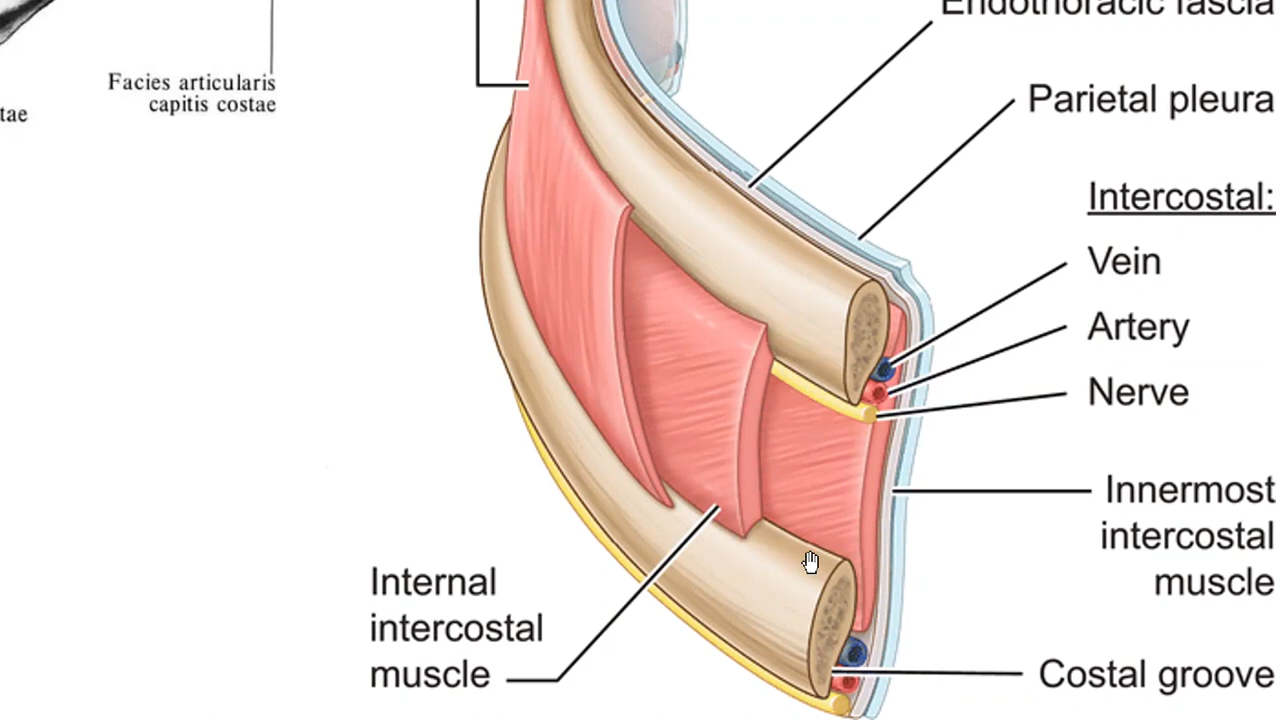 Endothoracic fascia
Facies articularis
capitis costae
tae
Parietal pleura
Intercostal:
Vein
Artery
Nerve
Innermost
intercostal
muscle
Internal
intercostal
muscle
Costal groove